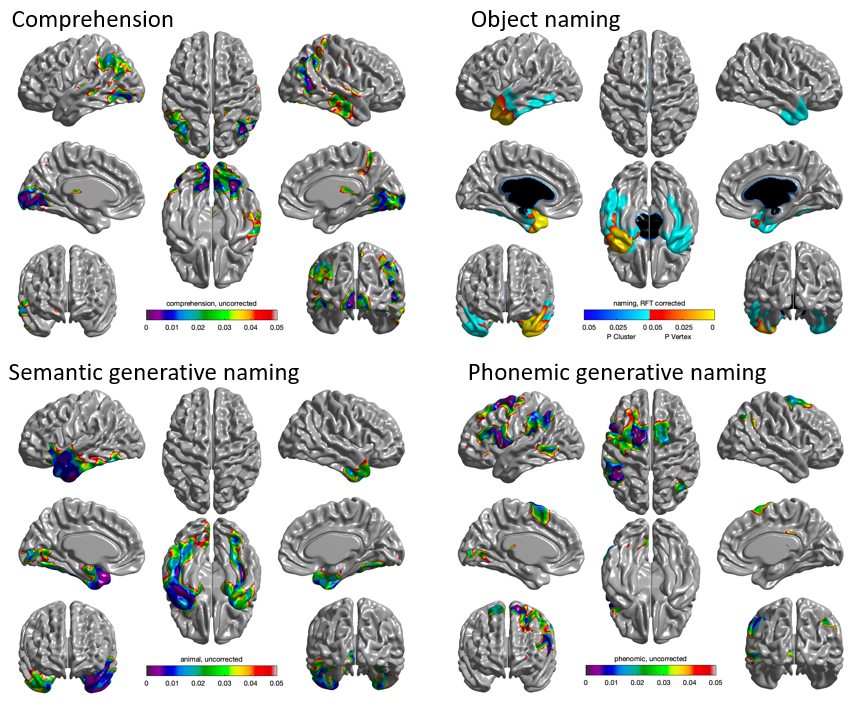 Comprehension
Object naming
comprehension, uncorrected
0 0.01 0.02 0.03 0.04 0.05
naming, RFT corrected
0.05 0.025 0 0.05 0.025 0
P Cluster P Vertex
Semantic generative naming
Phonemic generative naming
animal, uncorrected
0 0.01 0.02 0.03 0.04 0.05
phenomic, uncorrected
0 0.01 0.02 0.03 0.04 0.05